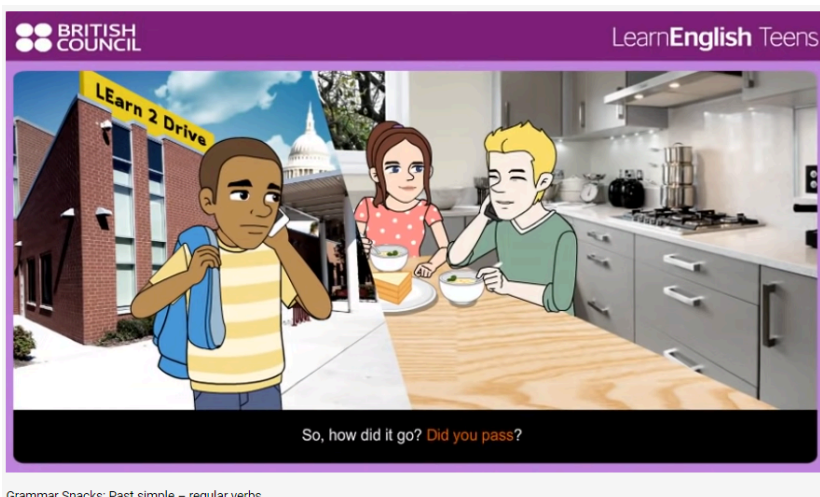 BRITISH
COUNCIL
LearnEnglish Teens
LEarn 2 Drive
So, how did it go? Did you pass?
Grammar Snacks: Past simple – regular verbs